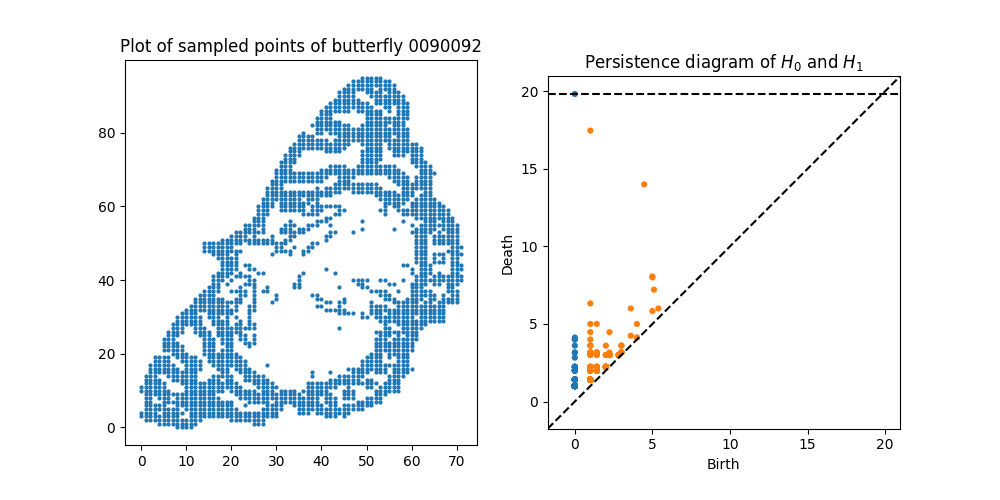 Plot of sampled points of butterfly 0090092
80
60
40
20
0
0 10 20 30 40 50 60 70
Persistence diagram of H₀ and H₁
20
15
10
5
0
Death
0 5 10 15 20
Birth